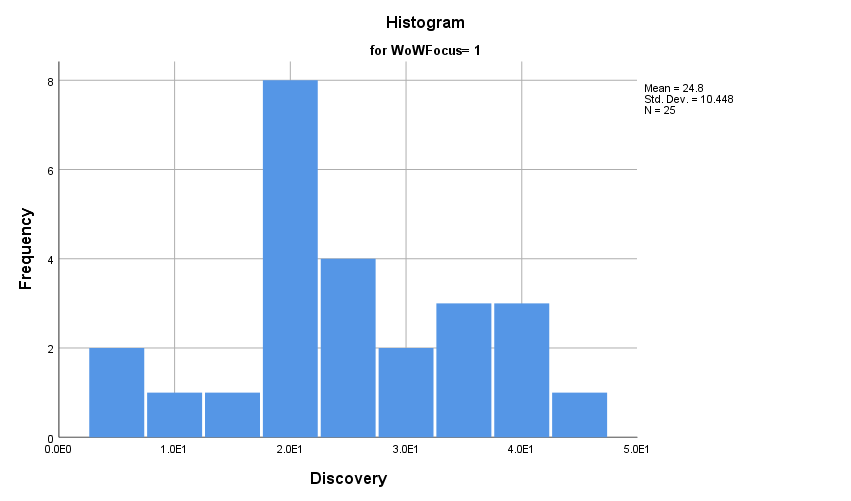 Histogram
for WoWFocus= 1
Mean = 24.8
Std. Dev. = 10.448
N = 25
Frequency
8
6
4
2
0
0.0E0 1.0E1 2.0E1 3.0E1 4.0E1 5.0E1
Discovery